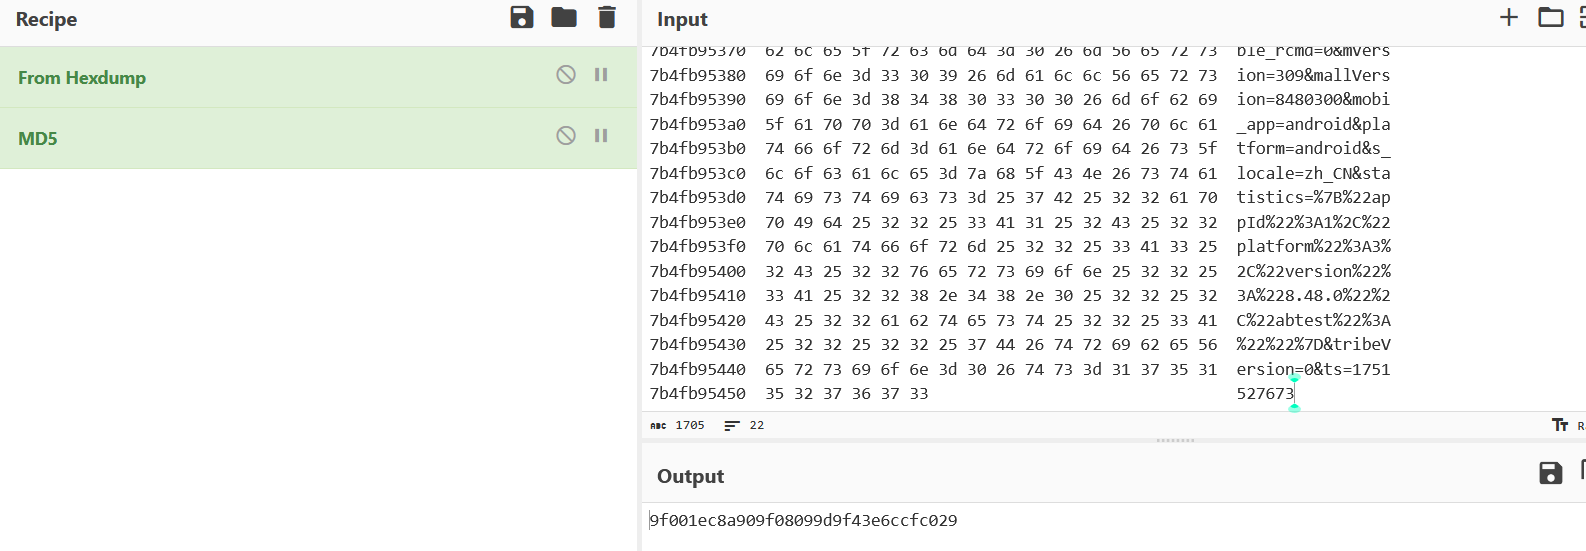 Recipe
Input
From Hexdump
MD5
7b4fb95370 62 6c 65 5f 72 63 6d 64 3d 30 26 6d 56 65 72 73 ble_rcmd=0&mVers
7b4fb95380 69 6f 6e 3d 33 30 39 26 6d 61 6c 6c 56 65 72 73 ion=309&mallVers
7b4fb95390 69 6f 6e 3d 38 34 38 30 33 30 30 26 6d 6f 62 69 ion=8480300&mobi
7b4fb953a0 5f 61 70 70 3d 61 6e 64 72 6f 69 64 26 70 6c 61 _app=android&pla
7b4fb953b0 74 66 6f 72 6d 3d 61 6e 64 72 6f 69 64 26 73 5f tform=android&s_
7b4fb953c0 6c 6f 63 61 6c 65 3d 7a 68 5f 43 4e 26 73 74 61 locale=zh_CN&sta
7b4fb953d0 74 69 73 74 69 63 73 3d 25 37 42 25 32 32 61 70 tistics=%7B%22ap
7b4fb953e0 70 49 64 25 32 32 25 33 41 31 25 32 43 25 32 32 pId%22%3A1%2C%22
7b4fb953f0 70 6c 61 74 66 6f 72 6d 25 32 32 25 33 41 33 25 platform%22%3A3%
7b4fb95400 32 43 25 32 32 76 65 72 73 69 6f 6e 25 32 32 25 2C%22version%22%
7b4fb95410 33 41 25 32 32 38 2e 34 38 2e 30 25 32 32 25 32 3A%228.48.0%22%2
7b4fb95420 43 25 32 32 61 62 74 65 73 74 25 32 32 25 33 41 C%22abtest%22%3A
7b4fb95430 25 32 32 25 32 32 25 37 44 26 74 72 69 62 65 56 %22%22%7D&tribeV
7b4fb95440 65 72 73 69 6f 6e 3d 30 26 74 73 3d 31 37 35 31 ersion=0&ts=1751
7b4fb95450 35 32 37 36 37 33 527673
ABC 1705 22
Output
9f001ec8a909f08099d9f43e6ccfc029